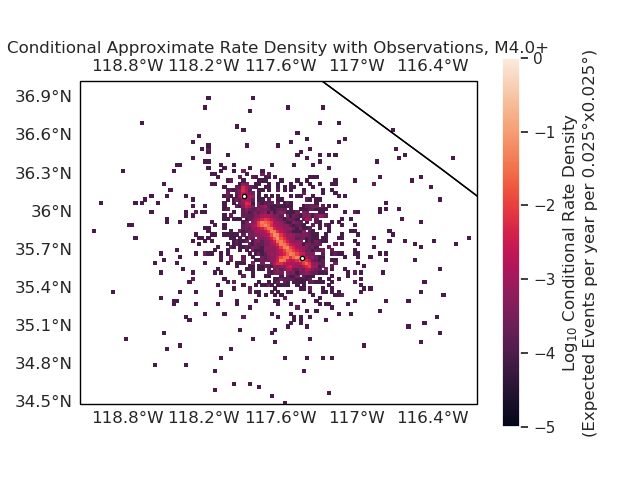 Conditional Approximate Rate Density with Observations, M4.0+
118.8°W 118.2°W 117.6°W 117°W 116.4°W
36.9°N
36.6°N
36.3°N
36°N
35.7°N
35.4°N
35.1°N
34.8°N
34.5°N
118.8°W 118.2°W 117.6°W 117°W 116.4°W
0
−1
−2
−3
−4
−5
Log₁₀ Conditional Rate Density
(Expected Events per year per 0.025°x0.025°)